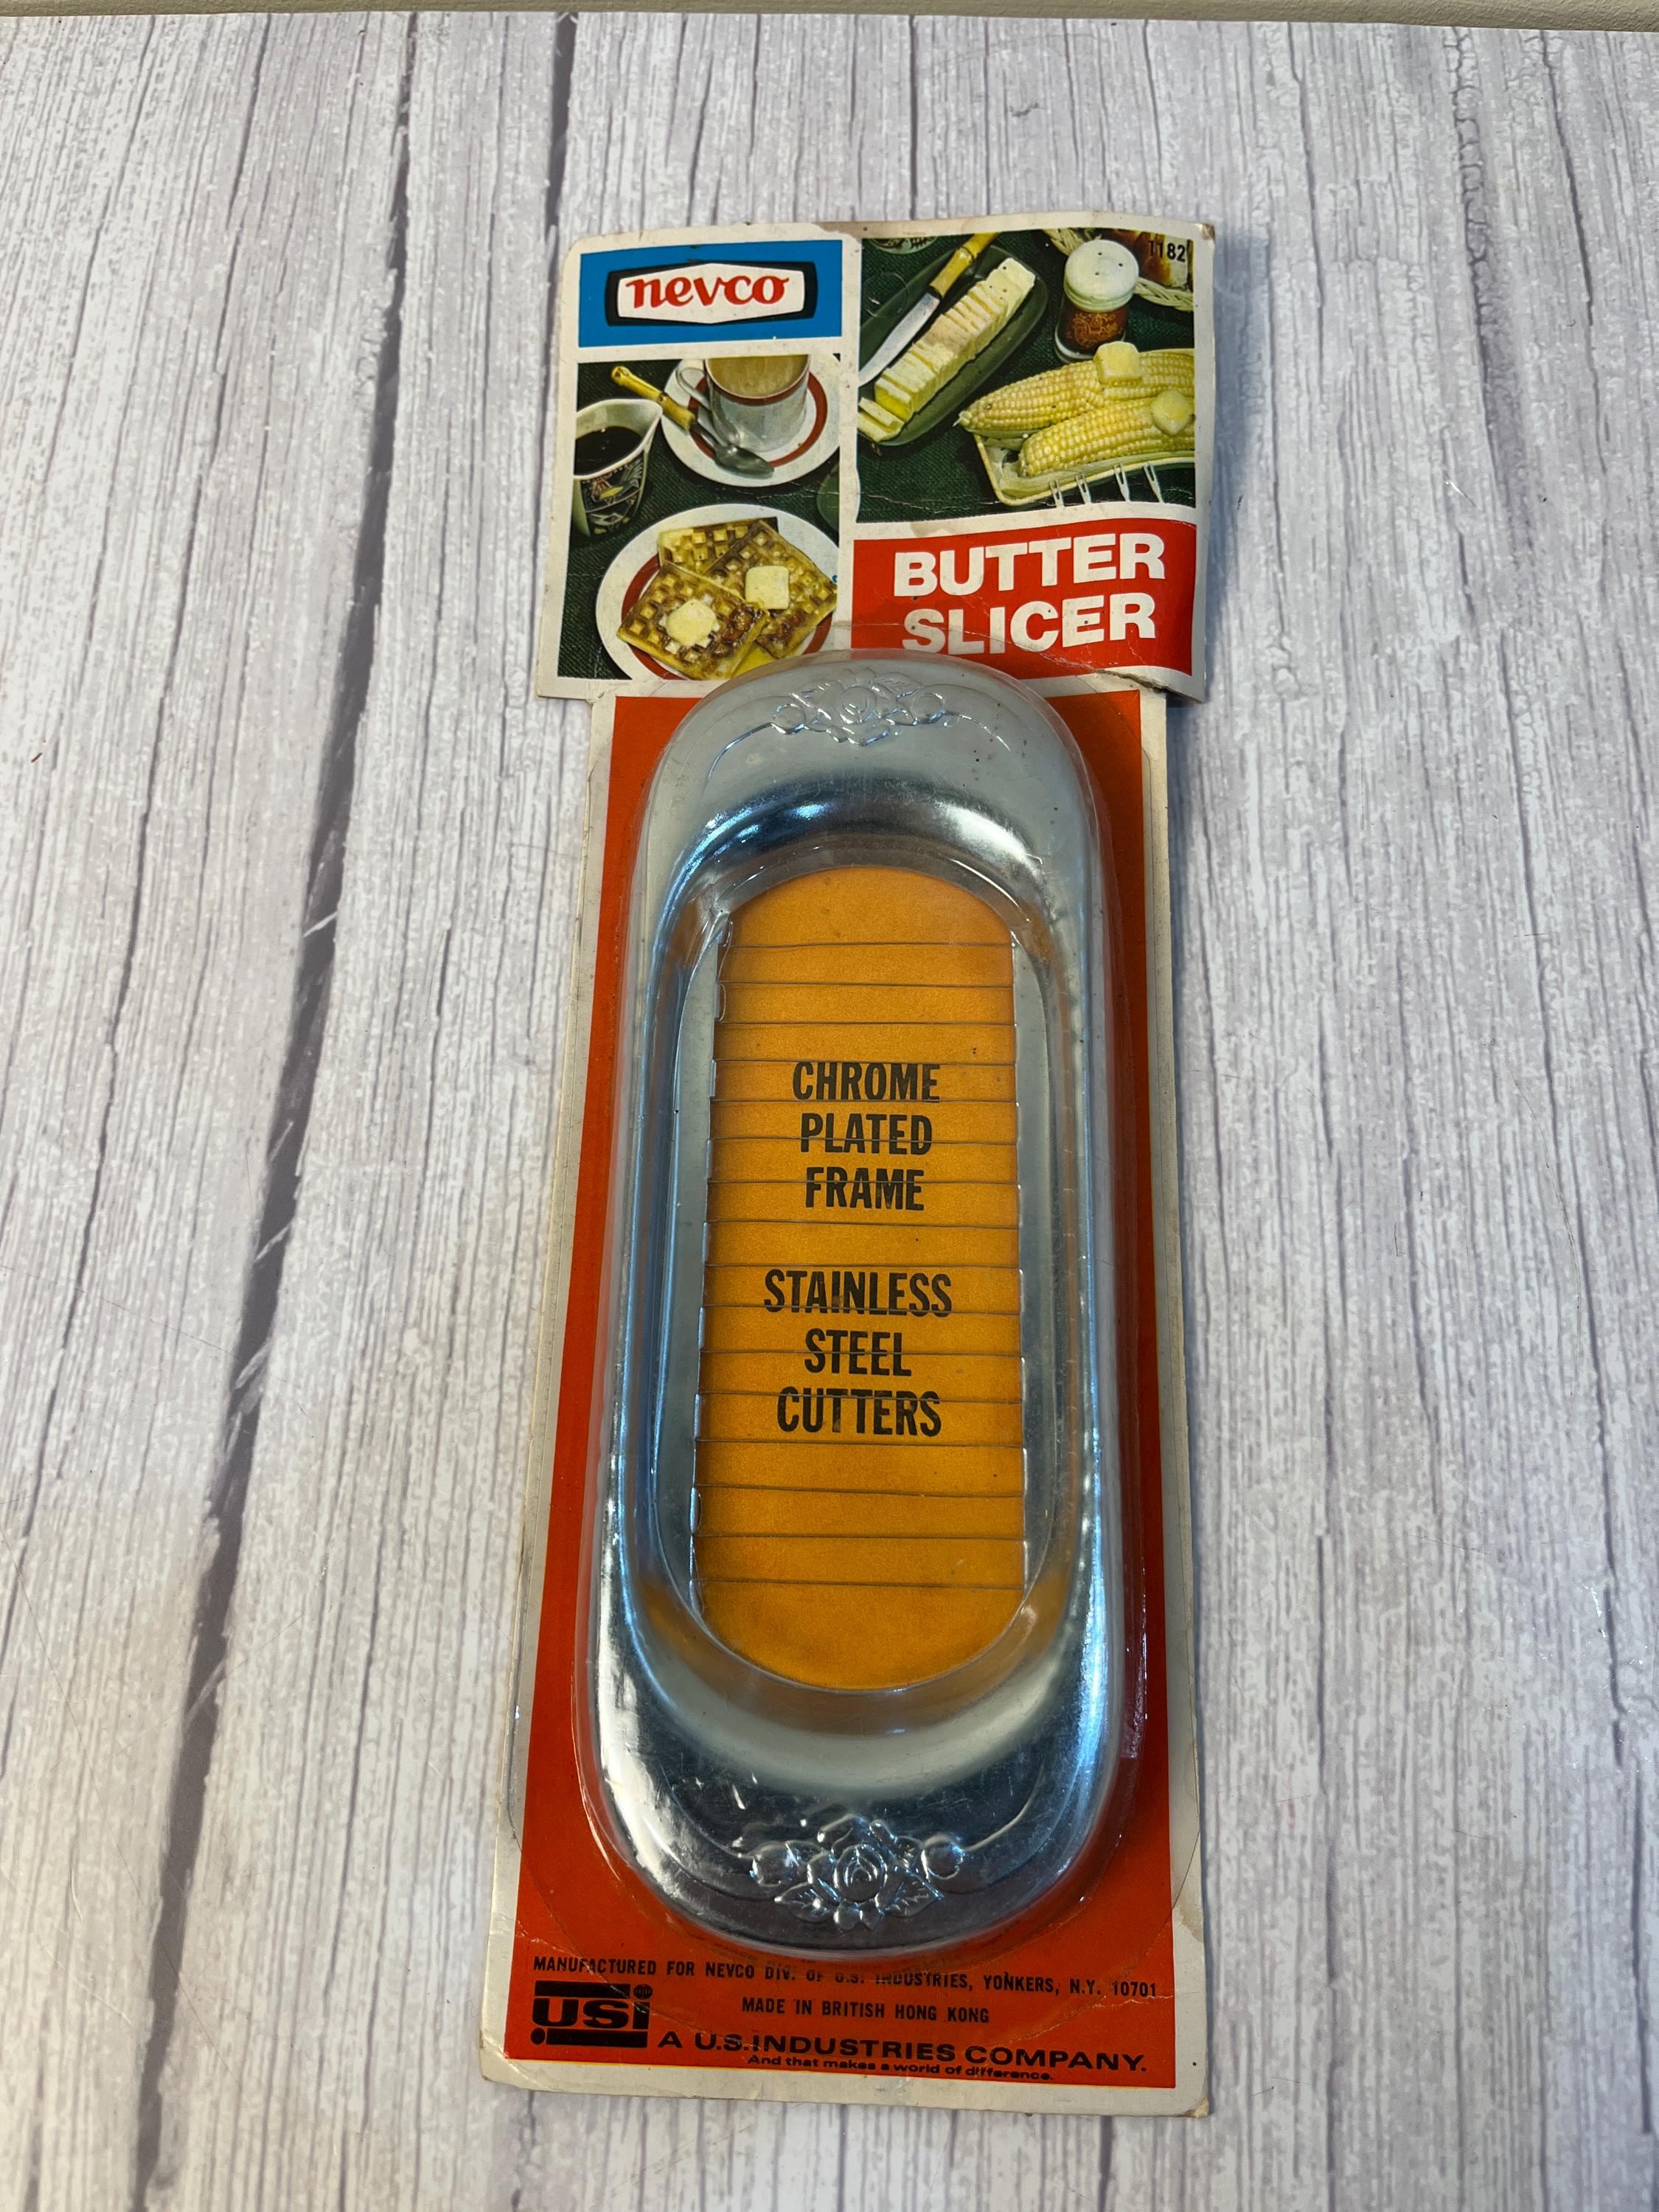 nevco
1182
BUTTER
SLICER
CHROME
PLATED
FRAME
STAINLESS
STEEL
CUTTERS
MANUFACTURED FOR NEVCO DIV. OF U.S. INDUSTRIES, YONKERS, N.Y. 10701
MADE IN BRITISH HONG KONG
USi
A U.S.INDUSTRIES COMPANY.
And that makes a world of difference.